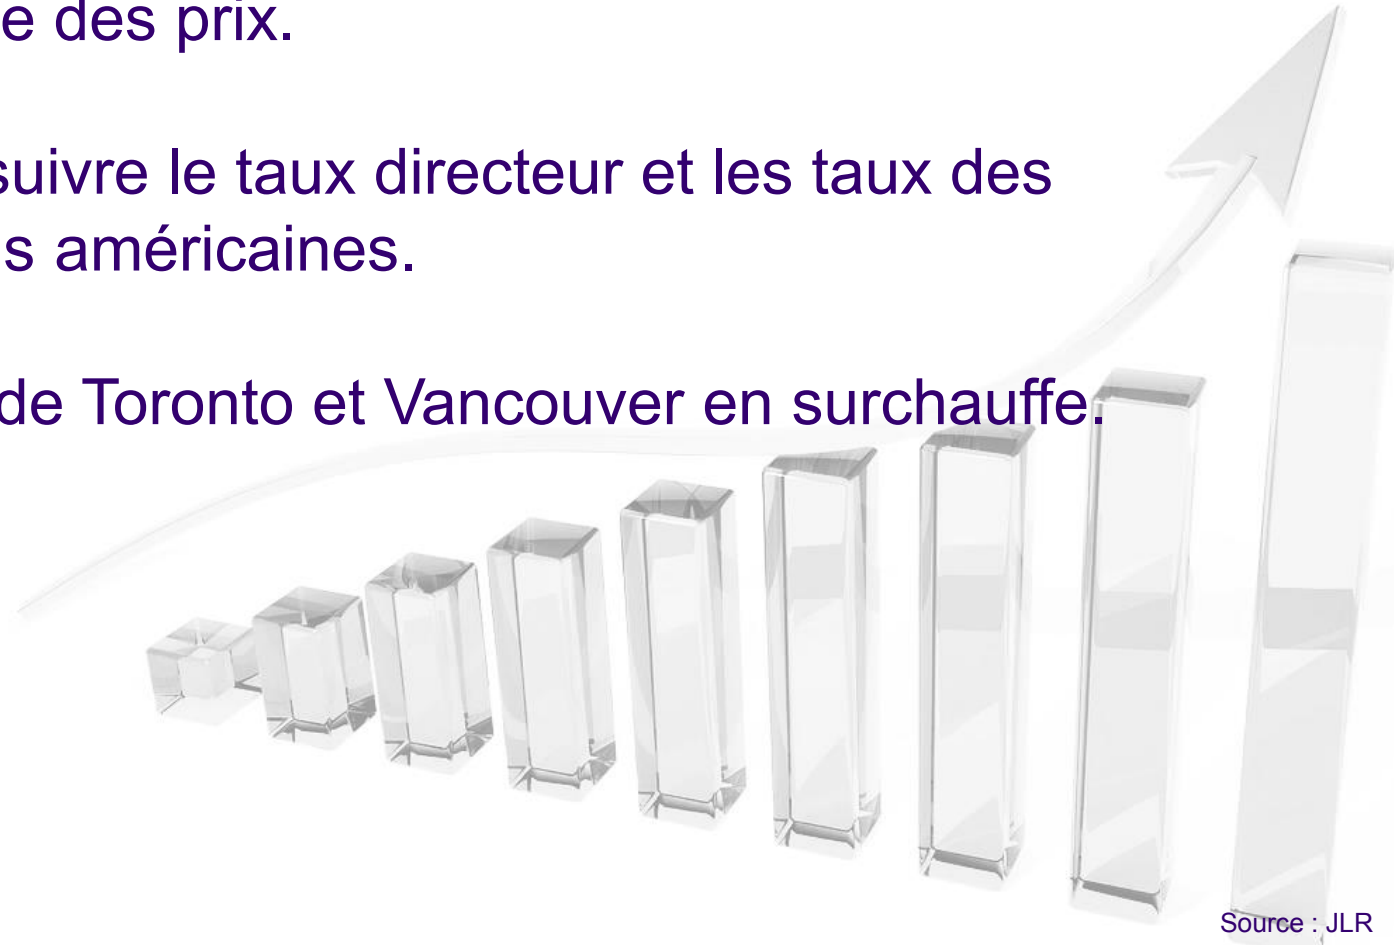 e des prix.
suivre le taux directeur et les taux des
s américaines.
de Toronto et Vancouver en surchauffe.
Source : JLR